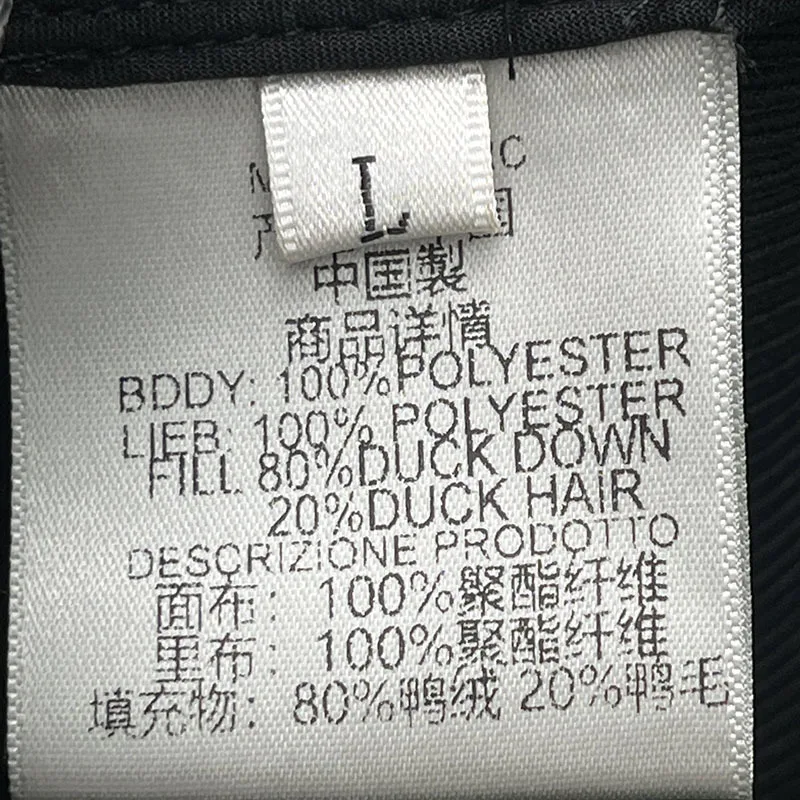 L
中国製
商品详情
BDDY: 100%POLYESTER
LIEB: 100% POLYESTER
FILL 80%DUCK DOWN
20%DUCK HAIR
DESCRIZIONE PRODOTTO
面布: 100%聚酯纤维
里布: 100%聚酯纤维
填充物: 80%鸭绒 20%鸭毛